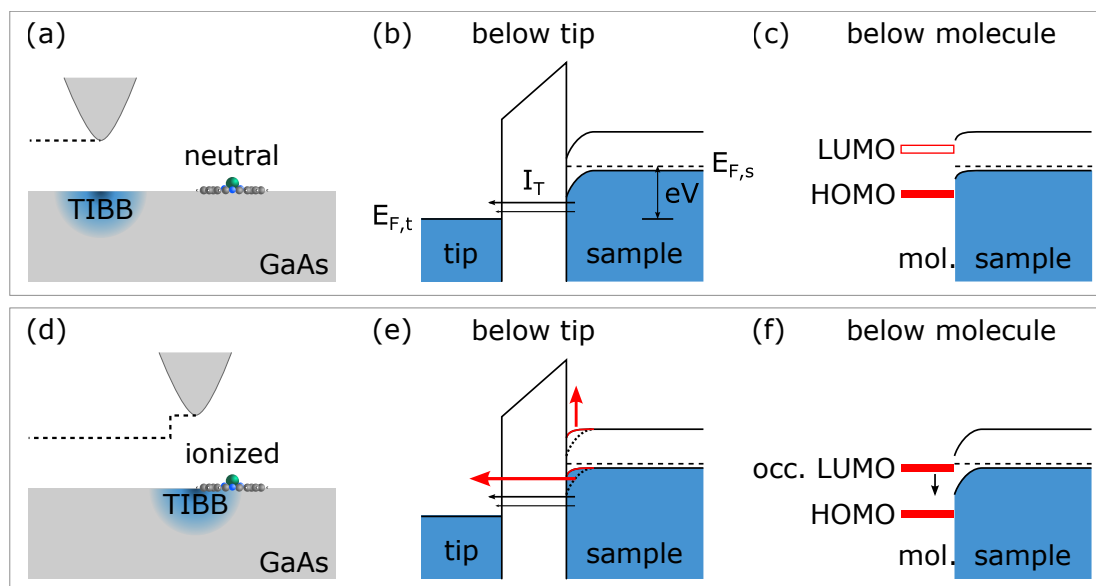 (a)
neutral
TIBB
GaAs
(b) below tip
I_T
E_F,s
eV
E_F,t
tip sample
(c) below molecule
LUMO
HOMO
mol. sample
(d)
ionized
TIBB
GaAs
(e) below tip
tip sample
(f) below molecule
occ. LUMO
HOMO
mol. sample